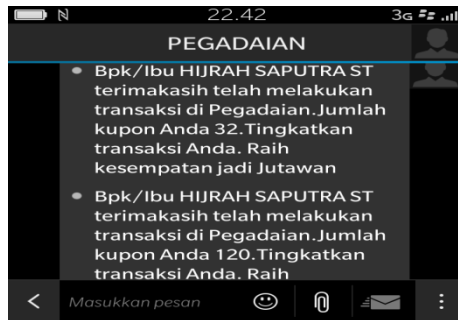 22.42
3G
PEGADAIAN
Bpk/Ibu HIJRAH SAPUTRA ST
terimakasih telah melakukan
transaksi di Pegadaian.Jumlah
kupon Anda 32.Tingkatkan
transaksi Anda. Raih
kesempatan jadi Jutawan
Bpk/Ibu HIJRAH SAPUTRA ST
terimakasih telah melakukan
transaksi di Pegadaian.Jumlah
kupon Anda 120.Tingkatkan
transaksi Anda. Raih
Masukkan pesan